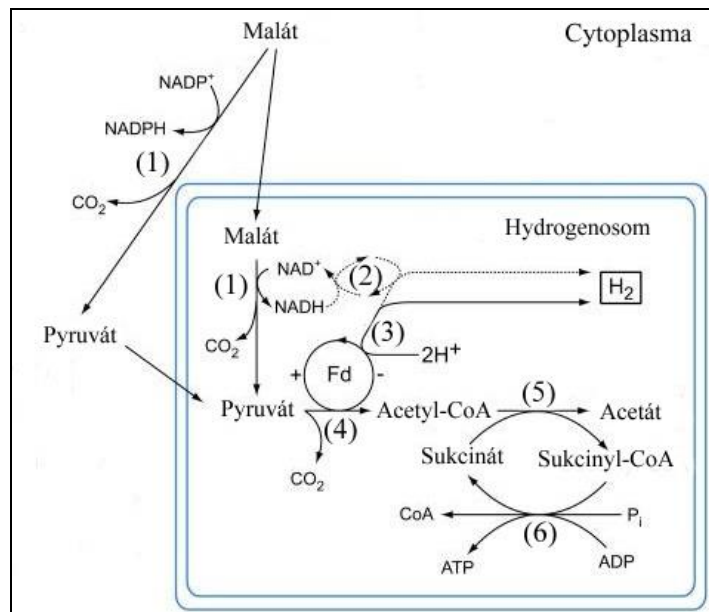 Malát
Cytoplasma
NADP⁺
NADPH
(1)
CO₂
Hydrogenosom
Malát
NAD⁺
(2)
(1)
NADH
H₂
CO₂
(3)
2H⁺
Pyruvát
+
Fd
-
Pyruvát
Acetyl-CoA
(5)
Acetát
(4)
CO₂
Sukcinát
Sukcinyl-CoA
CoA
Pᵢ
(6)
ATP
ADP